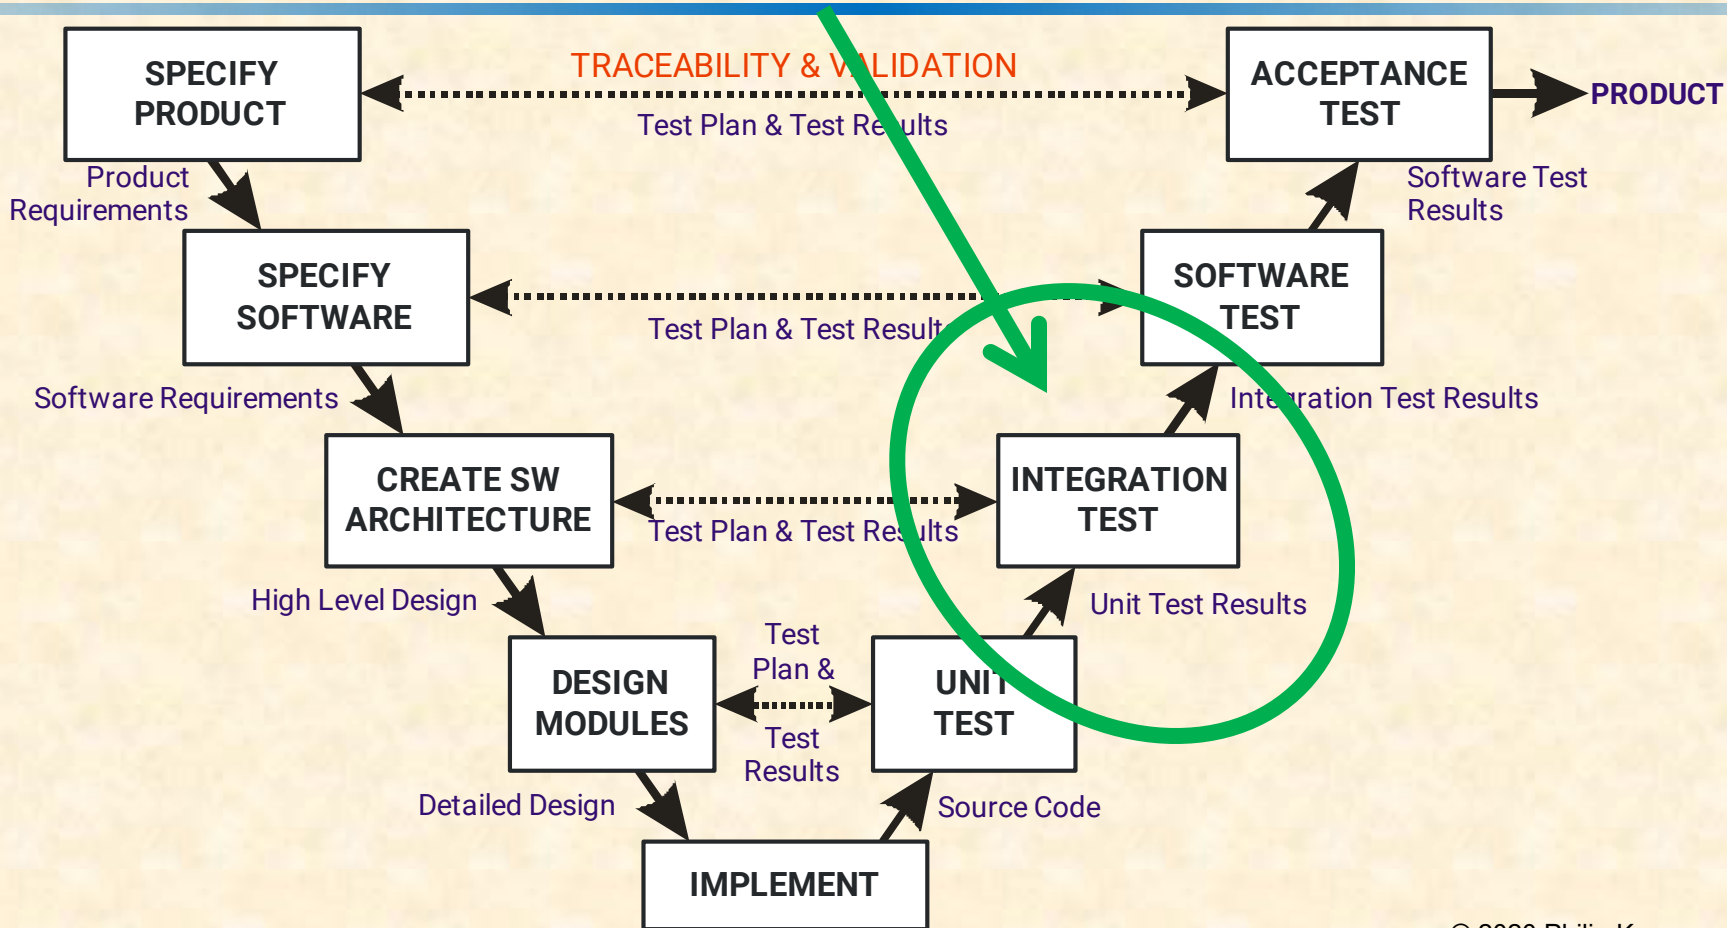 SPECIFY
PRODUCT
TRACEABILITY & VALIDATION
Test Plan & Test Results
ACCEPTANCE
TEST
PRODUCT
Product
Requirements
Software Test
Results
SPECIFY
SOFTWARE
Test Plan & Test Results
SOFTWARE
TEST
Software Requirements
Integration Test Results
CREATE SW
ARCHITECTURE
Test Plan & Test Results
INTEGRATION
TEST
High Level Design
Unit Test Results
DESIGN
MODULES
Test
Plan &
Test
Results
UNIT
TEST
Detailed Design
Source Code
IMPLEMENT
© 2020 Philip